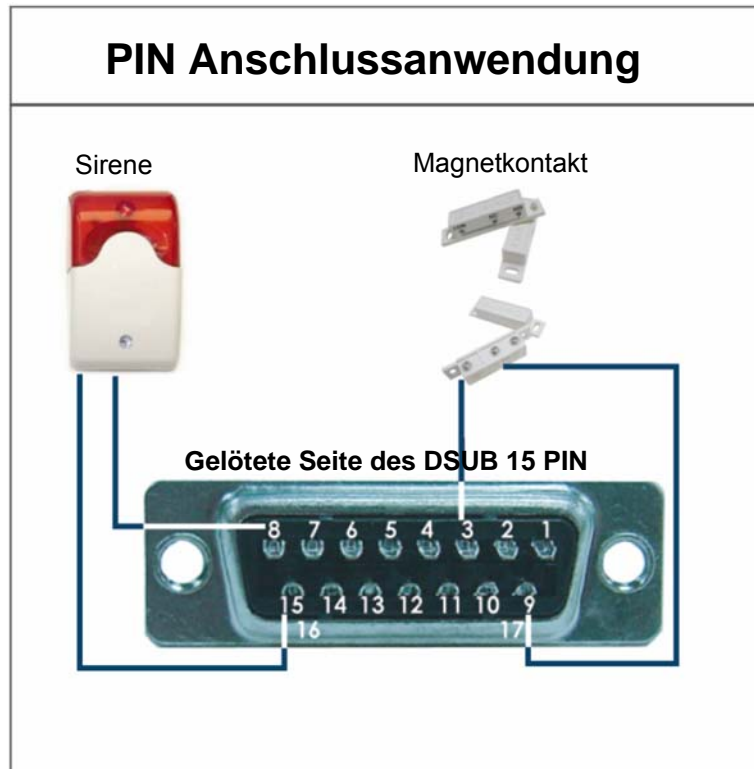 PIN Anschlussanwendung
Sirene Magnetkontakt
Gelötete Seite des DSUB 15 PIN
8 7 6 5 4 3 2 1
15 14 13 12 11 10 9
16 17